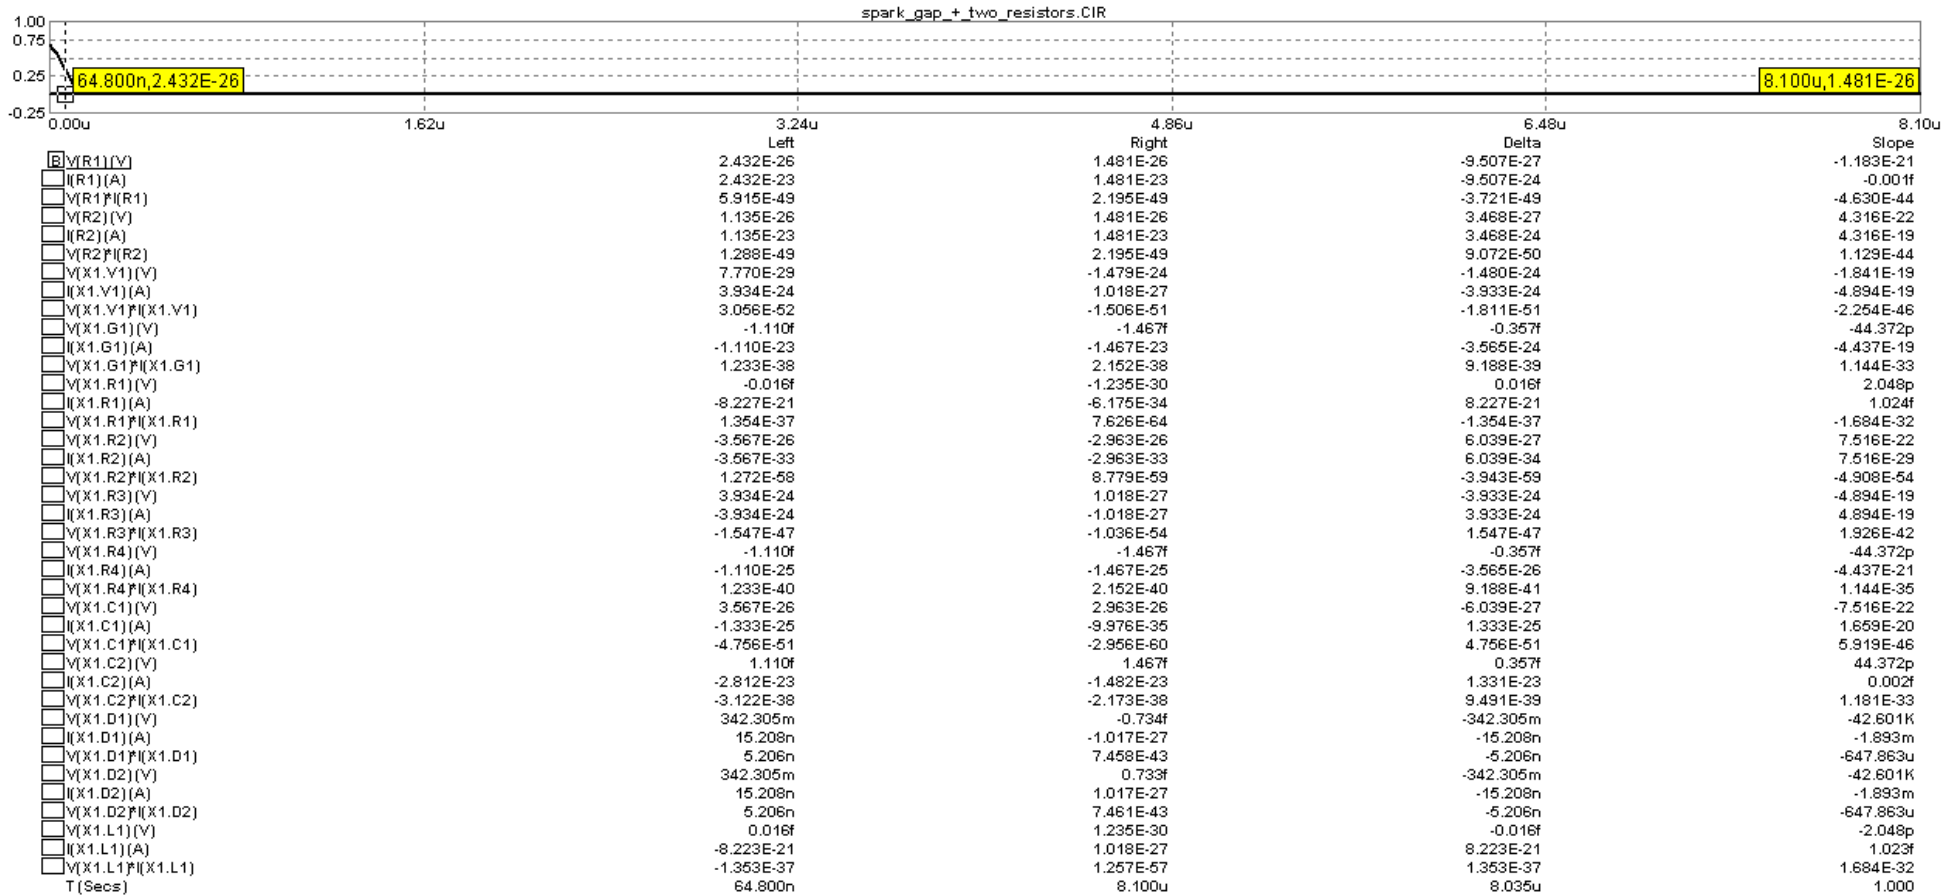 spark_gap_+_two_resistors.CIR
1.00
0.75
0.25
-0.25
64.800n,2.432E-26
8.100u,1.481E-26
0.00u 1.62u 3.24u 4.86u 6.48u 8.10u
Left Right Delta Slope
B V(R1)(V) 2.432E-26 1.481E-26 -9.507E-27 -1.183E-21
I(R1)(A) 2.432E-23 1.481E-23 -9.507E-24 -0.001f
V(R1)*I(R1) 5.915E-49 2.195E-49 -3.721E-49 -4.630E-44
V(R2)(V) 1.135E-26 1.481E-26 3.468E-27 4.316E-22
I(R2)(A) 1.135E-23 1.481E-23 3.468E-24 4.316E-19
V(R2)*I(R2) 1.288E-49 2.195E-49 9.072E-50 1.129E-44
V(X1.V1)(V) 7.770E-29 -1.479E-24 -1.480E-24 -1.841E-19
I(X1.V1)(A) 3.934E-24 1.018E-27 -3.933E-24 -4.894E-19
V(X1.V1)*I(X1.V1) 3.056E-52 -1.506E-51 -1.811E-51 -2.254E-46
V(X1.G1)(V) -1.110f -1.467f -0.357f -44.372p
I(X1.G1)(A) -1.110E-23 -1.467E-23 -3.565E-24 -4.437E-19
V(X1.G1)*I(X1.G1) 1.233E-38 2.152E-38 9.188E-39 1.144E-33
V(X1.R1)(V) -0.016f -1.235E-30 0.016f 2.048p
I(X1.R1)(A) -8.227E-21 -6.175E-34 8.227E-21 1.024f
V(X1.R1)*I(X1.R1) 1.354E-37 7.626E-64 -1.354E-37 -1.684E-32
V(X1.R2)(V) -3.567E-26 -2.963E-26 6.039E-27 7.516E-22
I(X1.R2)(A) -3.567E-33 -2.963E-33 6.039E-34 7.516E-29
V(X1.R2)*I(X1.R2) 1.272E-58 8.779E-59 -3.943E-59 -4.908E-54
V(X1.R3)(V) 3.934E-24 1.018E-27 -3.933E-24 -4.894E-19
I(X1.R3)(A) -3.934E-24 -1.018E-27 3.933E-24 4.894E-19
V(X1.R3)*I(X1.R3) -1.547E-47 -1.036E-54 1.547E-47 1.926E-42
V(X1.R4)(V) -1.110f -1.467f -0.357f -44.372p
I(X1.R4)(A) -1.110E-25 -1.467E-25 -3.565E-26 -4.437E-21
V(X1.R4)*I(X1.R4) 1.233E-40 2.152E-40 9.188E-41 1.144E-35
V(X1.C1)(V) 3.567E-26 2.963E-26 -6.039E-27 -7.516E-22
I(X1.C1)(A) -1.333E-25 -9.976E-35 1.333E-25 1.659E-20
V(X1.C1)*I(X1.C1) -4.756E-51 -2.956E-60 4.756E-51 5.919E-46
V(X1.C2)(V) 1.110f 1.467f 0.357f 44.372p
I(X1.C2)(A) -2.812E-23 -1.482E-23 1.331E-23 0.002f
V(X1.C2)*I(X1.C2) -3.122E-38 -2.173E-38 9.491E-39 1.181E-33
V(X1.D1)(V) 342.305m -0.734f -342.305m -42.601K
I(X1.D1)(A) 15.208n -1.017E-27 -15.208n -1.893m
V(X1.D1)*I(X1.D1) 5.206n 7.458E-43 -5.206n -647.863u
V(X1.D2)(V) 342.305m 0.733f -342.305m -42.601K
I(X1.D2)(A) 15.208n 1.017E-27 -15.208n -1.893m
V(X1.D2)*I(X1.D2) 5.206n 7.461E-43 -5.206n -647.863u
V(X1.L1)(V) 0.016f 1.235E-30 -0.016f -2.048p
I(X1.L1)(A) -8.223E-21 1.018E-27 8.223E-21 1.023f
V(X1.L1)*I(X1.L1) -1.353E-37 1.257E-57 1.353E-37 1.684E-32
T (Secs) 64.800n 8.100u 8.035u 1.000